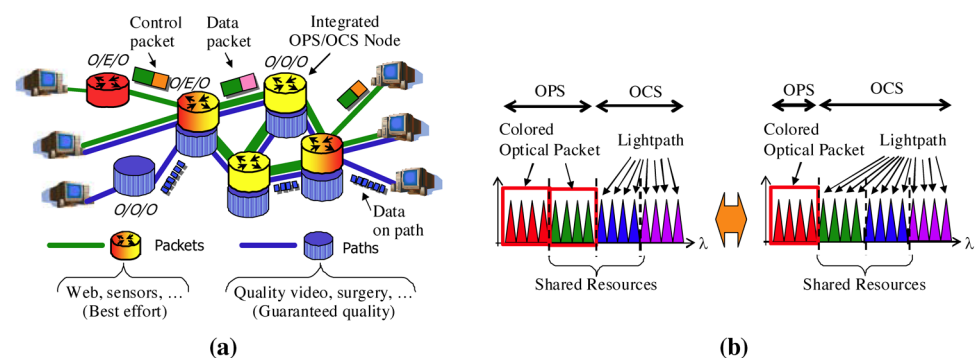 Control
packet
Data
packet
Integrated
OPS/OCS Node
O/E/O
O/E/O
O/O/O
O/O/O
Data
on path
Packets
Paths
Web, sensors, …
(Best effort)
Quality video, surgery, …
(Guaranteed quality)
(a)
OPS
OCS
Colored
Optical Packet
Lightpath
λ
Shared Resources
OPS
OCS
Colored
Optical Packet
Lightpath
λ
Shared Resources
(b)